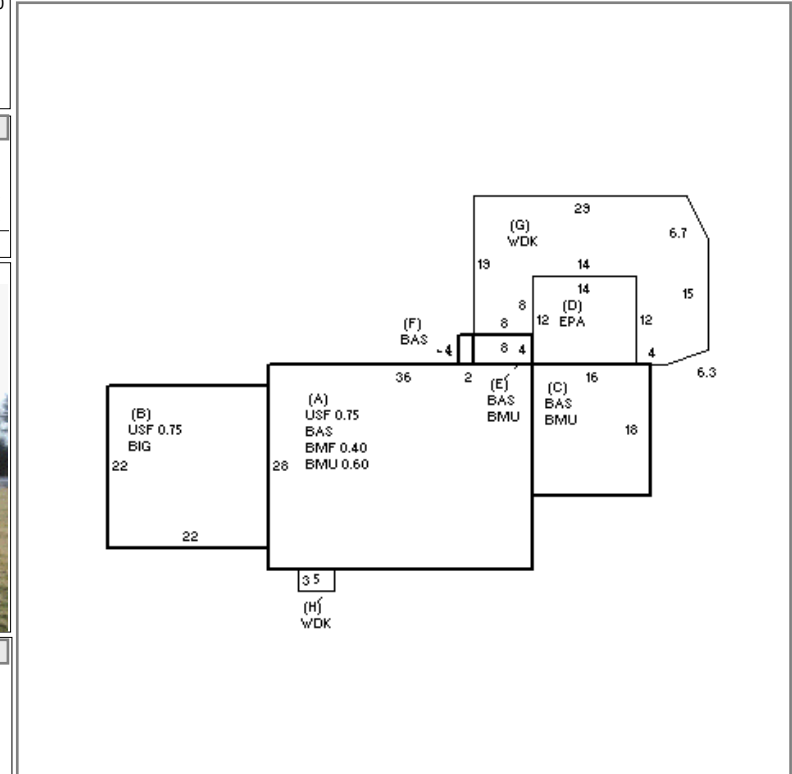 29
(G)
WDK
6.7
19
14
14
15
8
(D)
EPA
12
12
(F)
BAS
8
4
8
4
4
36
2
16
6.3
(E)
BAS
BMU
(C)
BAS
BMU
(A)
USF 0.75
BAS
BMF 0.40
BMU 0.60
(B)
USF 0.75
BIG
18
22
28
22
3
5
(H)
WDK